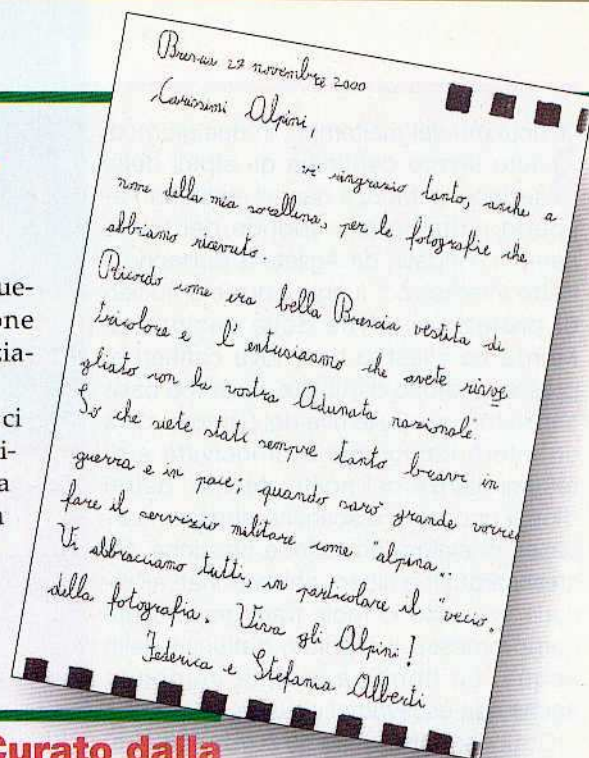 Brescia 27 novembre 2000
Carissimi Alpini
vi ringrazio tanto, anche a
nome della mia sorellina, per le fotografie che
abbiamo ricevuto.
Ricordo come era bella Brescia vestita di
tricolore e l'entusiasmo che avete risve
gliato con la vostra Adunata nazionale.
So che siete stati sempre tanto bravi in
guerra e in pace; quando sarò grande vorrei
fare il servizio militare come "alpina".
Vi abbracciamo tutti, in particolare il "vecio"
della fotografia. Viva gli Alpini!
Federica e Stefania Alberti
ue-
one
zia-
ci
i-
a
Curato dalla